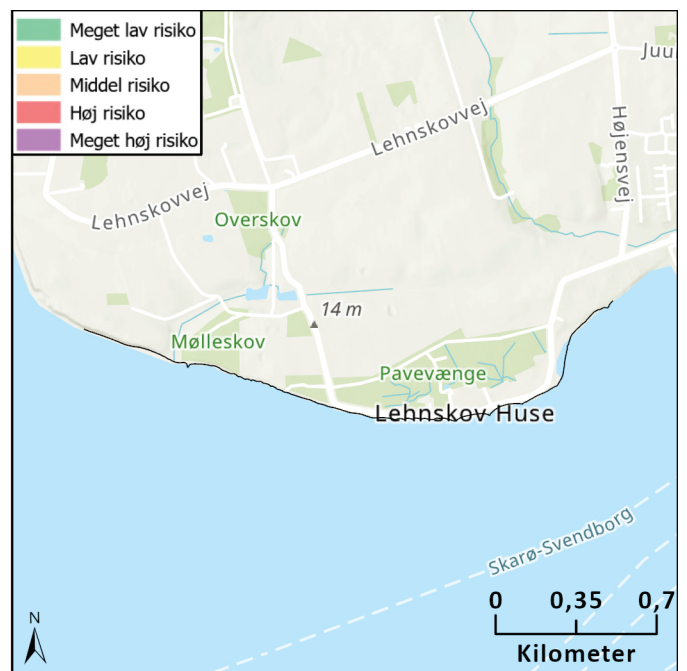 Meget lav risiko
Lav risiko
Middel risiko
Høj risiko
Meget høj risiko
Juu
Lehnskovvej
Højensvej
Lehnskovvej
Overskov
14 m
Mølleskov
Pavevænge
Lehnskov Huse
Skarø-Svendborg
N
0 0,35 0,7
Kilometer